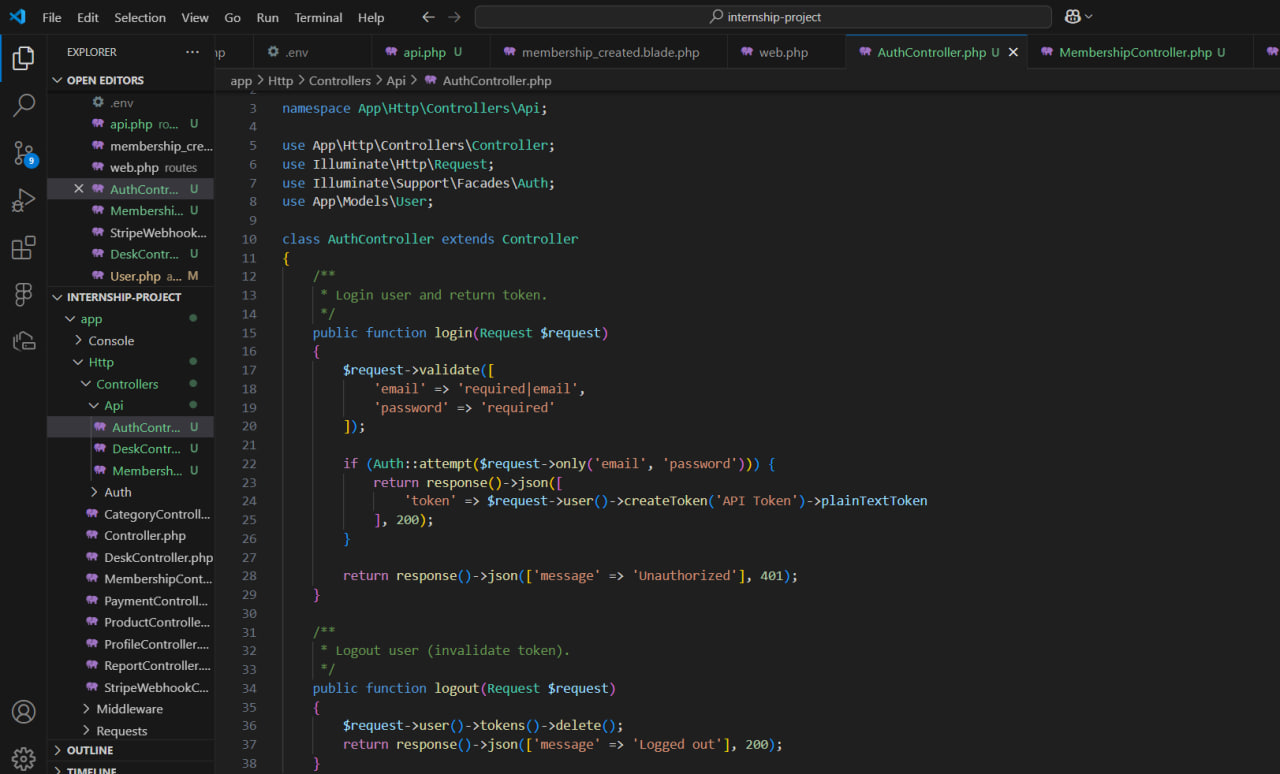 File Edit Selection View Go Run Terminal Help
internship-project
EXPLORER
.env
api.php U
membership_created.blade.php
web.php
AuthController.php U
MembershipController.php U
OPEN EDITORS
.env
api.php ro... U
membership_cre...
web.php routes
AuthContr... U
Membershi... U
StripeWebhook...
DeskContr... U
User.php a... M
INTERNSHIP-PROJECT
app
Console
Http
Controllers
Api
AuthContr... U
DeskContr... U
Membersh... U
Auth
CategoryControll...
Controller.php
DeskController.php
MembershipCont...
PaymentControll...
ProductControlle...
ProfileController....
ReportController....
StripeWebhookC...
Middleware
Requests
OUTLINE
TIMELINE
9
app > Http > Controllers > Api > AuthController.php
3 namespace App\Http\Controllers\Api;
4
5 use App\Http\Controllers\Controller;
6 use Illuminate\Http\Request;
7 use Illuminate\Support\Facades\Auth;
8 use App\Models\User;
9
10 class AuthController extends Controller
11 {
12 /**
13 * Login user and return token.
14 */
15 public function login(Request $request)
16 {
17 $request->validate([
18 'email' => 'required|email',
19 'password' => 'required'
20 ]);
21
22 if (Auth::attempt($request->only('email', 'password'))) {
23 return response()->json([
24 'token' => $request->user()->createToken('API Token')->plainTextToken
25 ], 200);
26 }
27
28 return response()->json(['message' => 'Unauthorized'], 401);
29 }
30
31 /**
32 * Logout user (invalidate token).
33 */
34 public function logout(Request $request)
35 {
36 $request->user()->tokens()->delete();
37 return response()->json(['message' => 'Logged out'], 200);
38 }